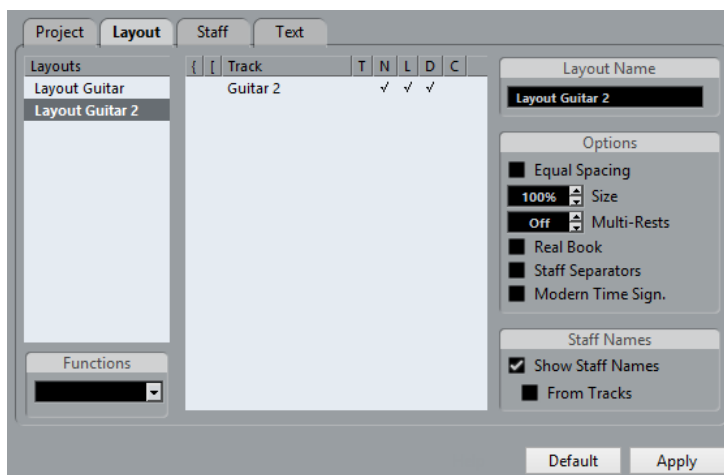 Project Layout Staff Text
Layouts
Layout Guitar
Layout Guitar 2
Functions
{ [ Track T N L D C
Guitar 2 √ √ √
Layout Name
Layout Guitar 2
Options
Equal Spacing
100% Size
Off Multi-Rests
Real Book
Staff Separators
Modern Time Sign.
Staff Names
Show Staff Names
From Tracks
Default Apply